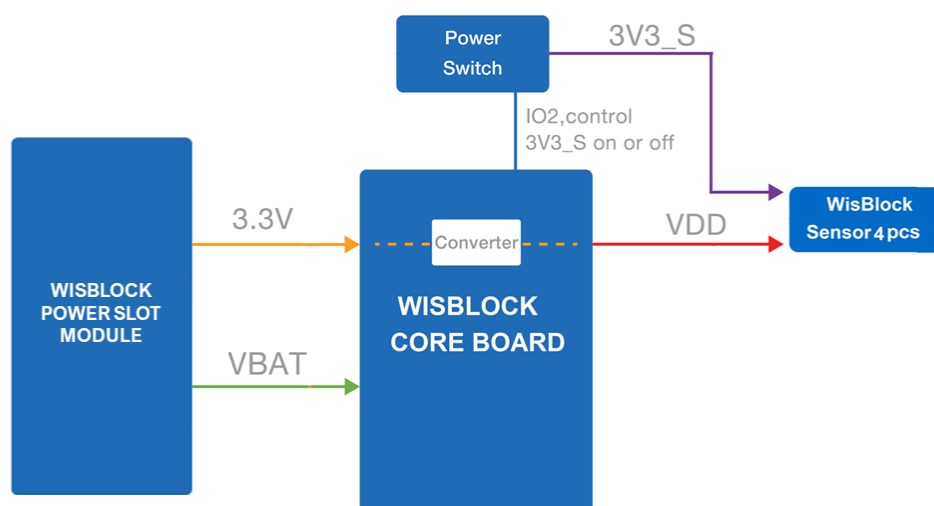 Power
Switch
3V3_S
IO2,control
3V3_S on or off
WisBlock
Sensor 4 pcs
3.3V
Converter
VDD
WISBLOCK
POWER SLOT
MODULE
WISBLOCK
CORE BOARD
VBAT